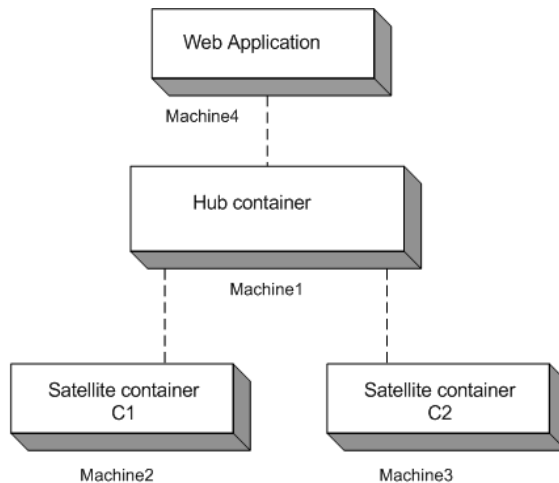 Web Application
Machine4
Hub container
Machine1
Satellite container
C1
Satellite container
C2
Machine2
Machine3